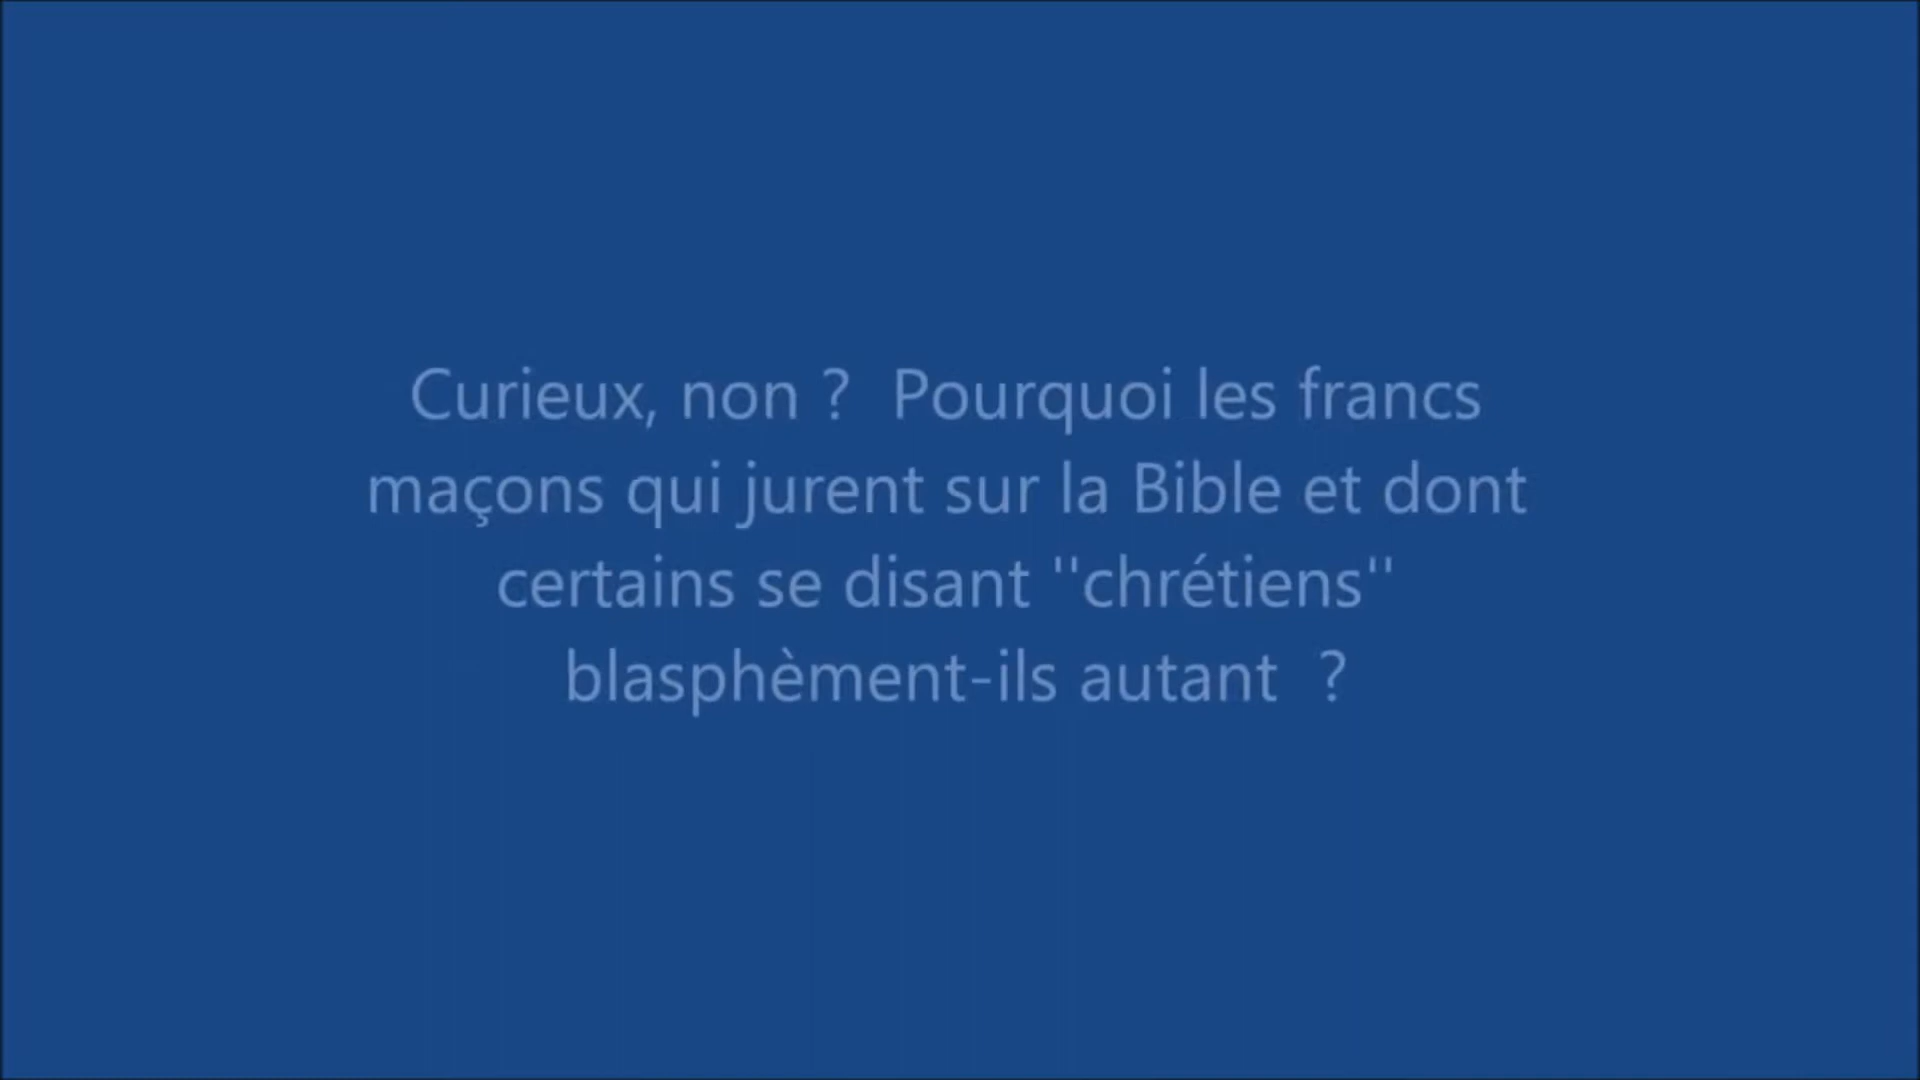 Curieux, non ?  Pourquoi les francs
maçons qui jurent sur la Bible et dont
certains se disant ''chrétiens''
blasphèment-ils autant  ?